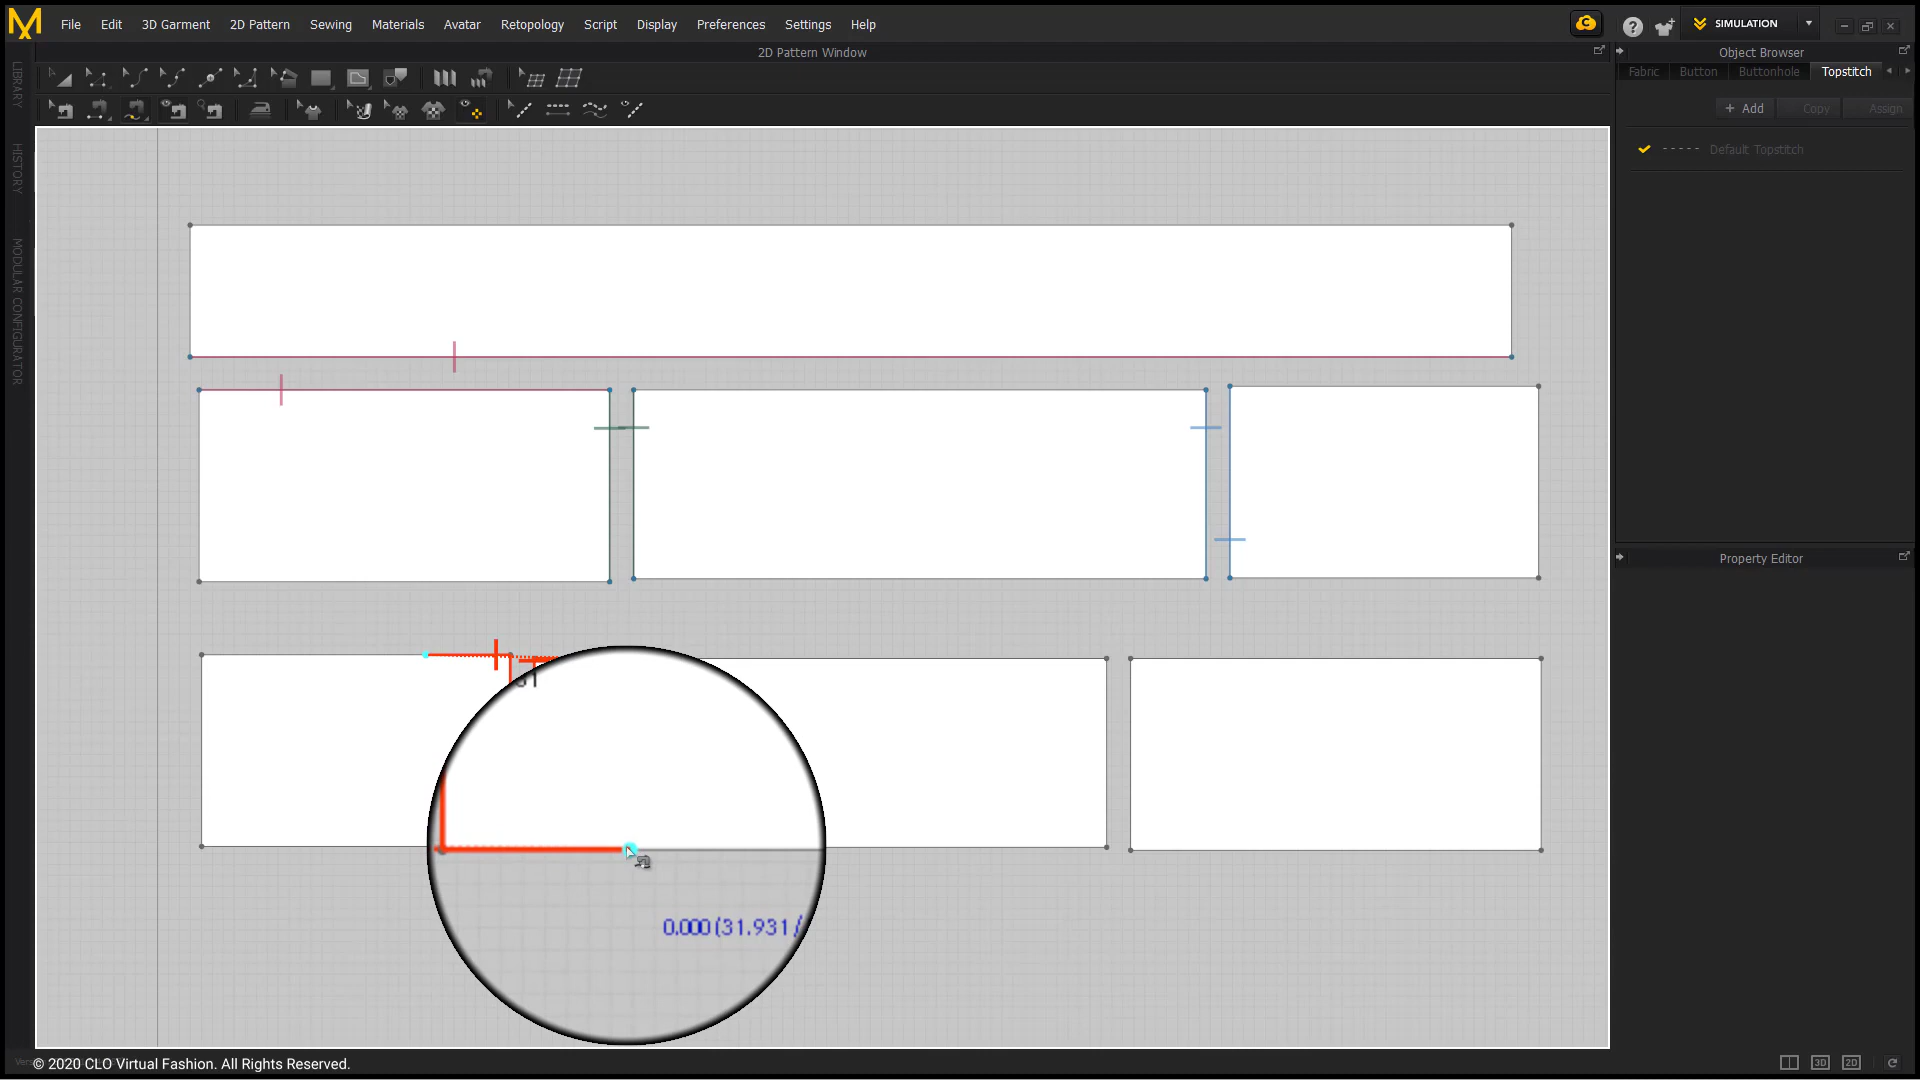 File Edit 3D Garment 2D Pattern Sewing Materials Avatar Retopology Script Display Preferences Settings Help
SIMULATION
2D Pattern Window
Object Browser
Fabric Button Buttonhole Topstitch
+ Add Copy Assign
Default Topstitch
LIBRARY
HISTORY
MODULAR CONFIGURATOR
Property Editor
0.000 (31.931 /
© 2020 CLO Virtual Fashion. All Rights Reserved.
3D 2D